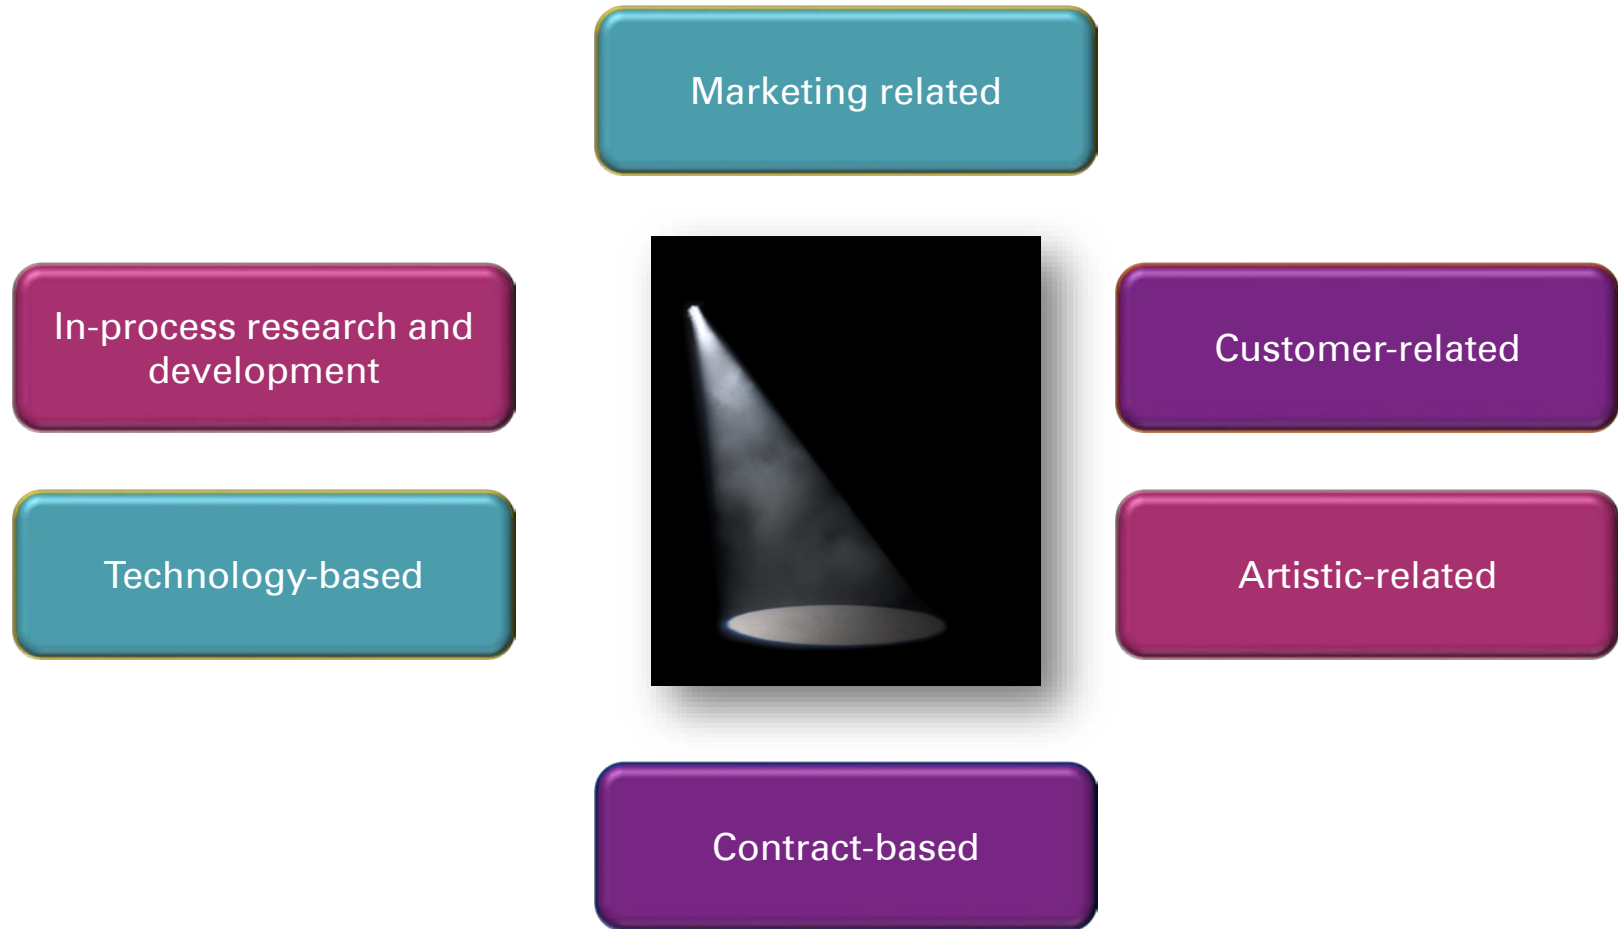 Marketing related
In-process research and
development
Customer-related
Technology-based
Artistic-related
Contract-based